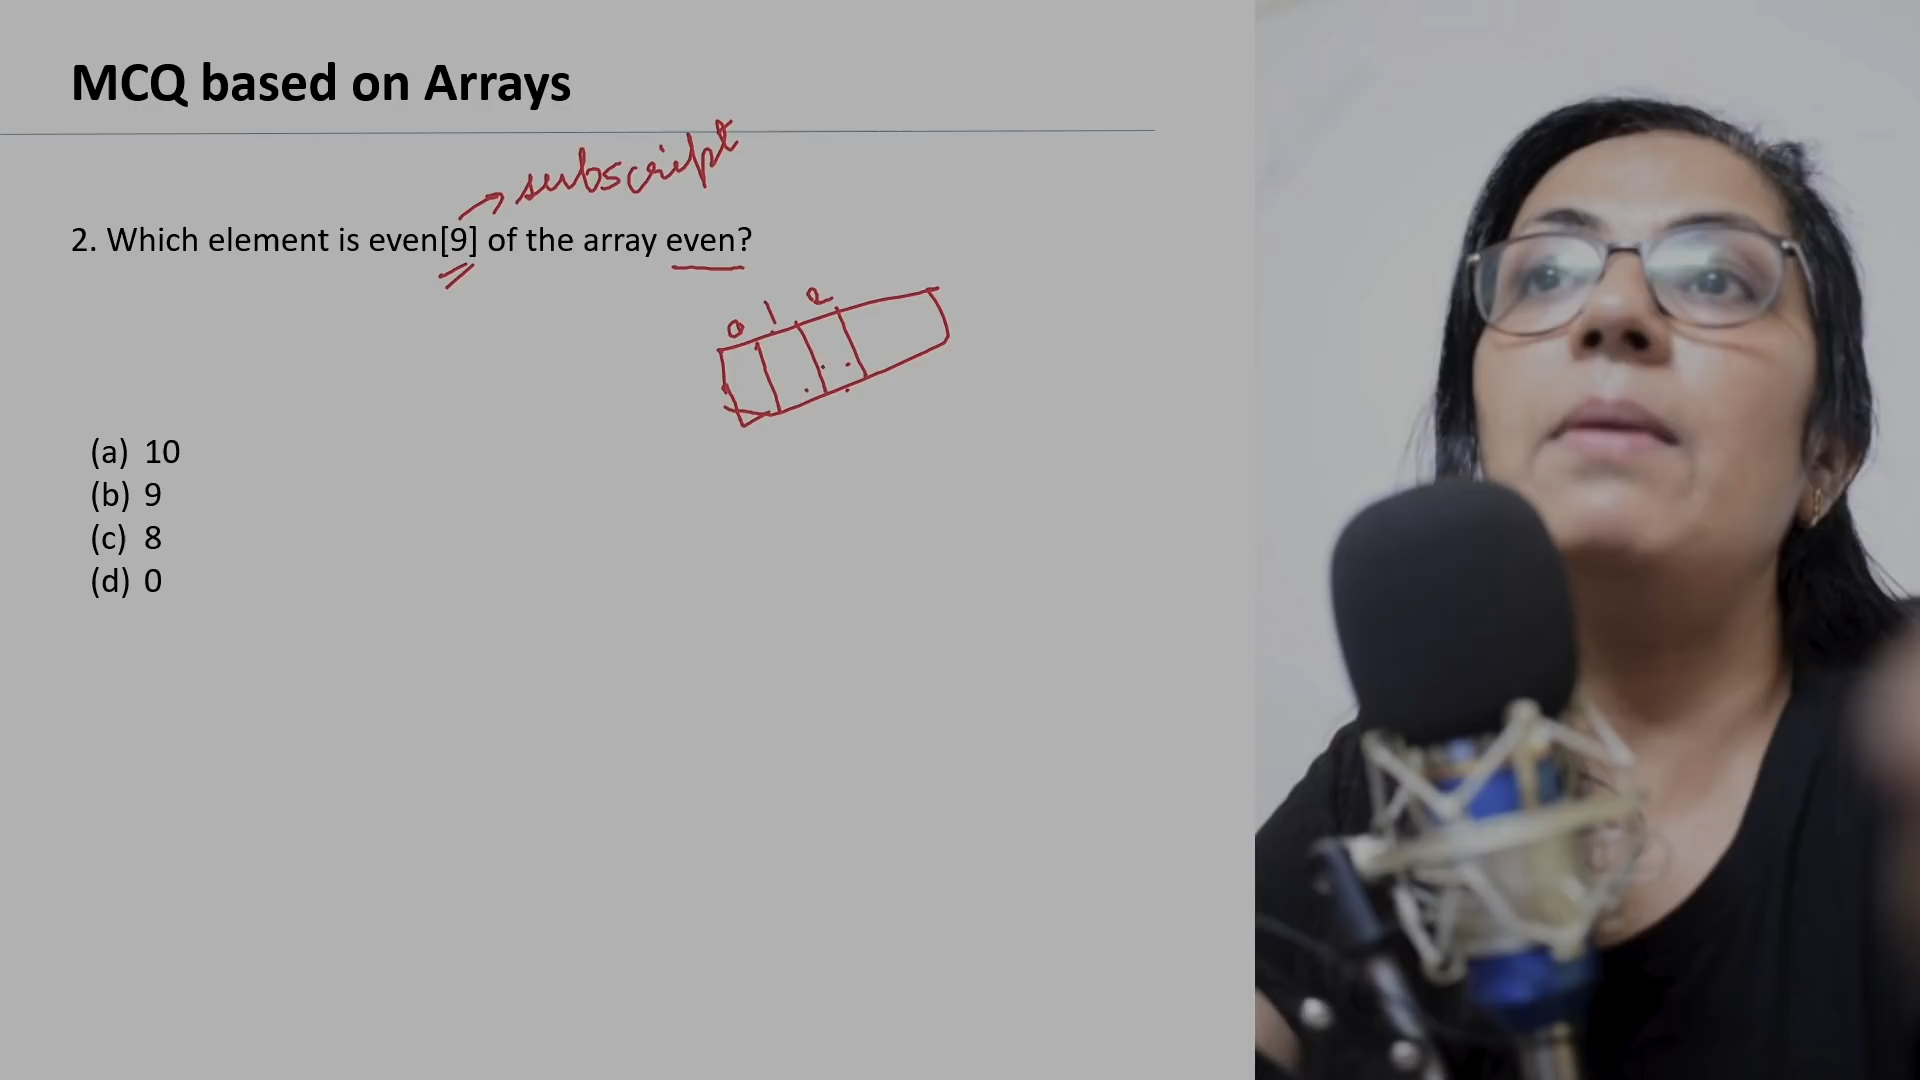 MCQ based on Arrays
subscript
2. Which element is even[9] of the array even?
0 1 2
(a) 10
(b) 9
(c) 8
(d) 0